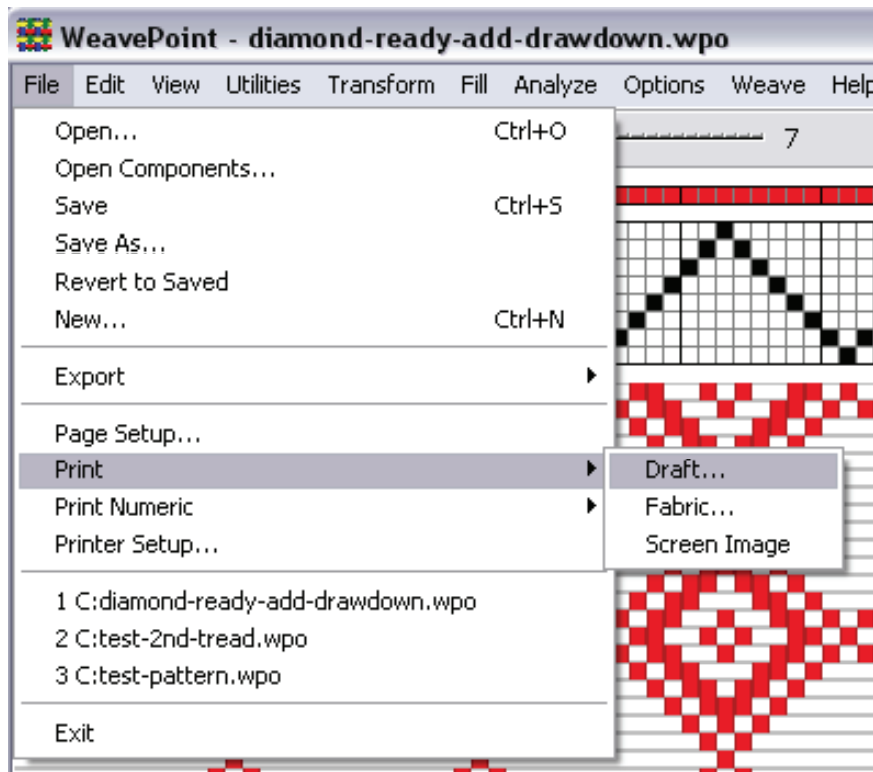 WeavePoint - diamond-ready-add-drawdown.wpo
File Edit View Utilities Transform Fill Analyze Options Weave Help
Open... Ctrl+O
7
Open Components...
Save Ctrl+S
Save As...
Revert to Saved
New... Ctrl+N
Export
Page Setup...
Print
Draft...
Print Numeric
Fabric...
Printer Setup...
Screen Image
1 C:diamond-ready-add-drawdown.wpo
2 C:test-2nd-tread.wpo
3 C:test-pattern.wpo
Exit